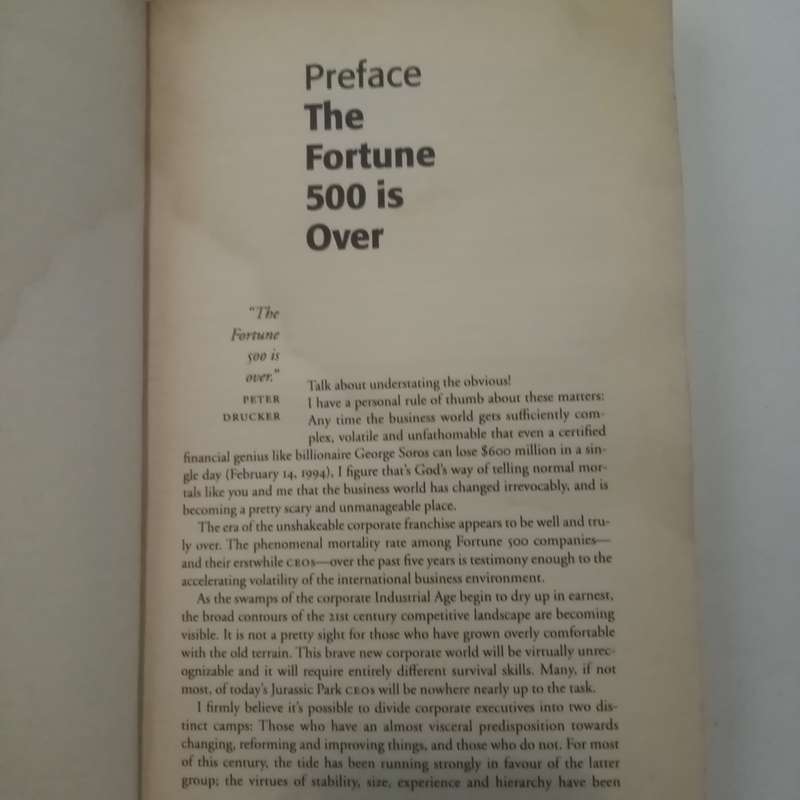 Preface
The
Fortune
500 is
Over
"The
Fortune
500 is
over."
PETER
DRUCKER
Talk about understating the obvious!
I have a personal rule of thumb about these matters:
Any time the business world gets sufficiently com-
plex, volatile and unfathomable that even a certified
financial genius like billionaire George Soros can lose $600 million in a sin-
gle day (February 14, 1994), I figure that's God's way of telling normal mor-
tals like you and me that the business world has changed irrevocably, and is
becoming a pretty scary and unmanageable place.
The era of the unshakeable corporate franchise appears to be well and tru-
ly over. The phenomenal mortality rate among Fortune 500 companies—
and their erstwhile CEOs—over the past five years is testimony enough to the
accelerating volatility of the international business environment.
As the swamps of the corporate Industrial Age begin to dry up in earnest,
the broad contours of the 21st century competitive landscape are becoming
visible. It is not a pretty sight for those who have grown overly comfortable
with the old terrain. This brave new corporate world will be virtually unrec-
ognizable and it will require entirely different survival skills. Many, if not
most, of today's Jurassic Park CEOs will be nowhere nearly up to the task.
I firmly believe it's possible to divide corporate executives into two dis-
tinct camps: Those who have an almost visceral predisposition towards
changing, reforming and improving things, and those who do not. For most
of this century, the tide has been running strongly in favour of the latter
group; the virtues of stability, size, experience and hierarchy have been